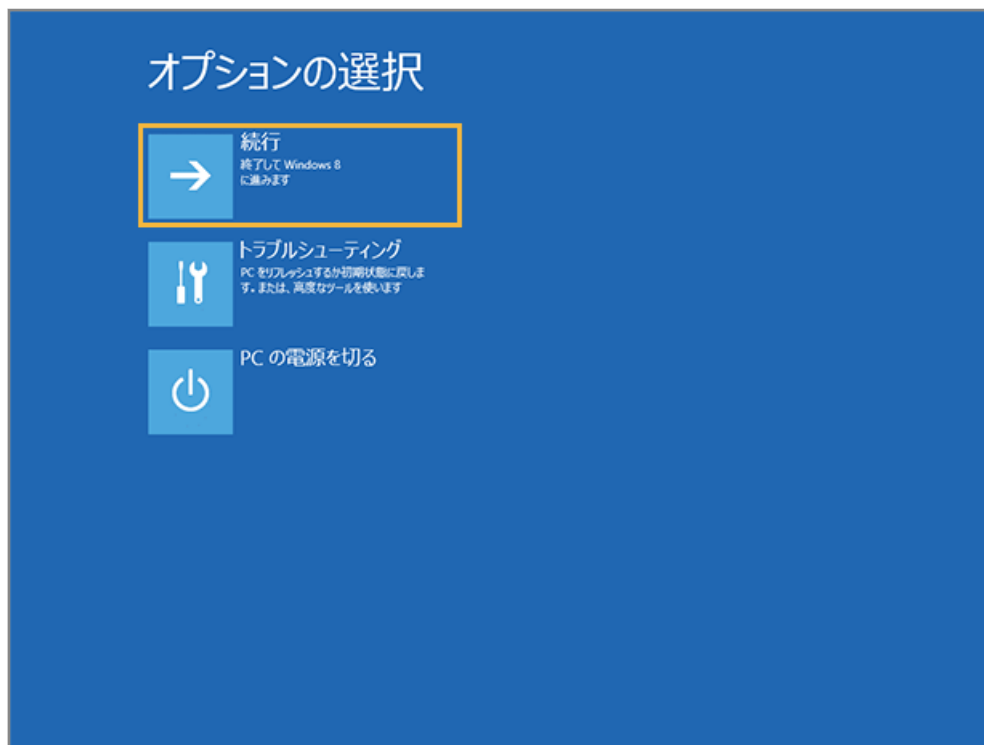 オプションの選択
続行
終了して Windows 8
に進みます
トラブルシューティング
PC をリフレッシュするか初期状態に戻しま
す。または、高度なツールを使います
PC の電源を切る